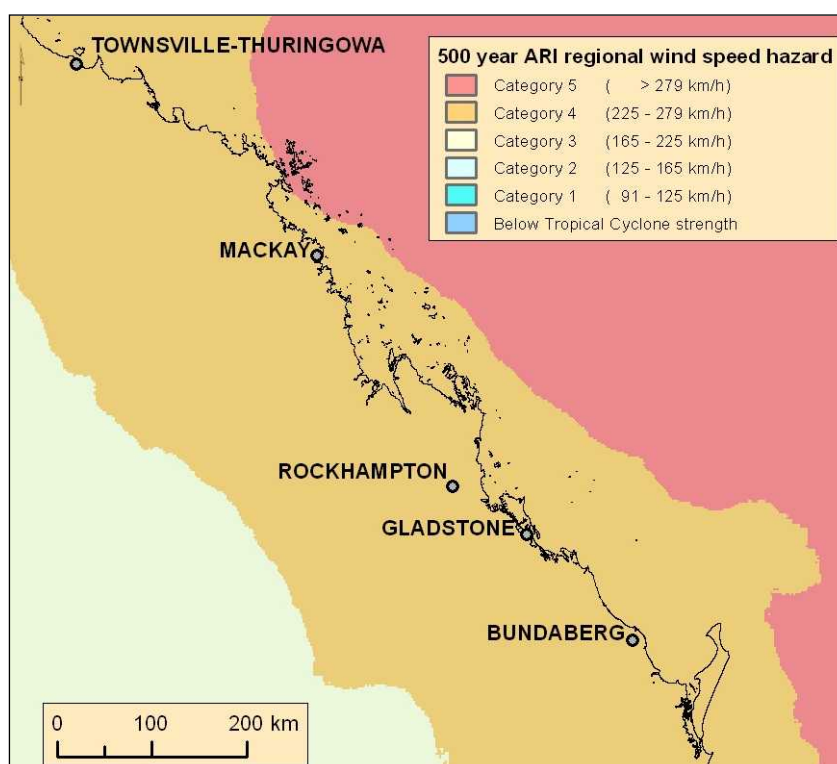 TOWNSVILLE-THURINGOWA
500 year ARI regional wind speed hazard
Category 5 ( > 279 km/h)
Category 4 (225 - 279 km/h)
Category 3 (165 - 225 km/h)
Category 2 (125 - 165 km/h)
Category 1 ( 91 - 125 km/h)
Below Tropical Cyclone strength
MACKAY
ROCKHAMPTON
GLADSTONE
BUNDABERG
0 100 200 km